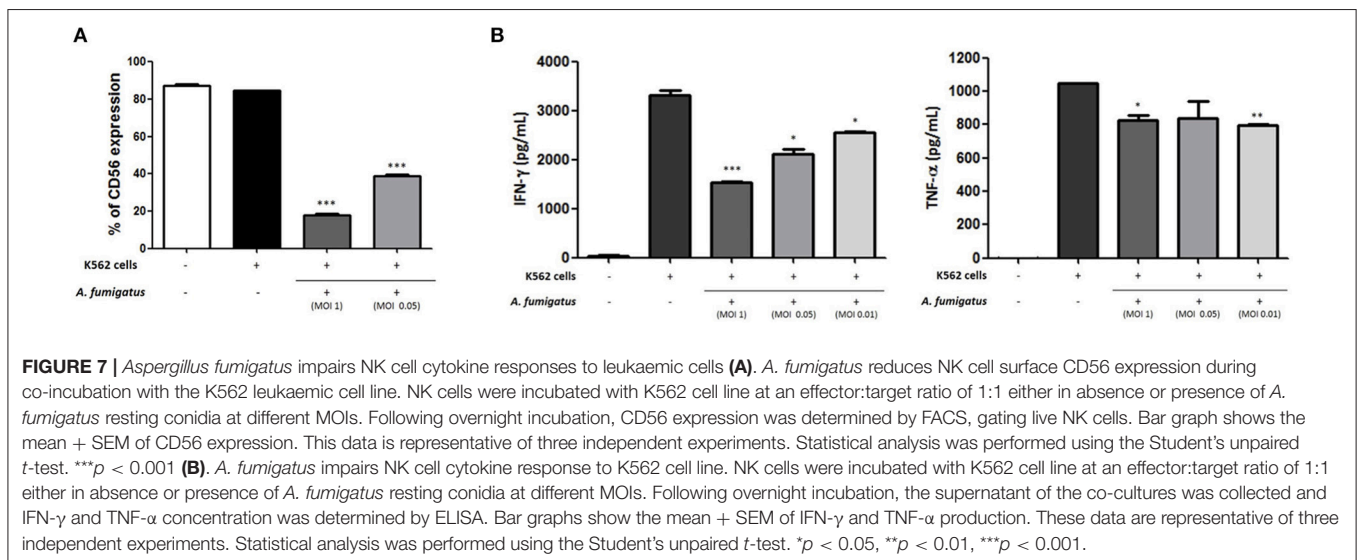 A
B
100
80
60
40
20
0
% of CD56 expression
***
***
K562 cells
- + + +
A. fumigatus
- - + +
(MOI 1) (MOI 0.05)
4000
3000
2000
1000
0
IFN-γ (pg/mL)
***
*
*
K562 cells
- + + + +
A. fumigatus
- - + + +
(MOI 1) (MOI 0.05) (MOI 0.01)
1200
1000
800
600
400
200
0
TNF-α (pg/mL)
*
**
K562 cells
- + + + +
A. fumigatus
- - + + +
(MOI 1) (MOI 0.05) (MOI 0.01)
FIGURE 7 | Aspergillus fumigatus impairs NK cell cytokine responses to leukaemic cells (A). A. fumigatus reduces NK cell surface CD56 expression during
co-incubation with the K562 leukaemic cell line. NK cells were incubated with K562 cell line at an effector:target ratio of 1:1 either in absence or presence of A.
fumigatus resting conidia at different MOIs. Following overnight incubation, CD56 expression was determined by FACS, gating live NK cells. Bar graph shows the
mean + SEM of CD56 expression. This data is representative of three independent experiments. Statistical analysis was performed using the Student's unpaired
t-test. ***p < 0.001 (B). A. fumigatus impairs NK cell cytokine response to K562 cell line. NK cells were incubated with K562 cell line at an effector:target ratio of 1:1
either in absence or presence of A. fumigatus resting conidia at different MOIs. Following overnight incubation, the supernatant of the co-cultures was collected and
IFN-γ and TNF-α concentration was determined by ELISA. Bar graphs show the mean + SEM of IFN-γ and TNF-α production. These data are representative of three
independent experiments. Statistical analysis was performed using the Student's unpaired t-test. *p < 0.05, **p < 0.01, ***p < 0.001.